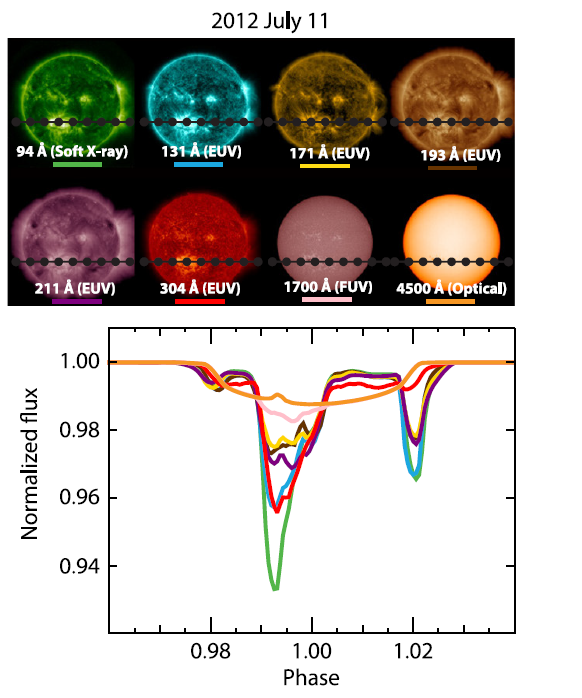 2012 July 11
94 Å (Soft X-ray) 131 Å (EUV) 171 Å (EUV) 193 Å (EUV)
211 Å (EUV) 304 Å (EUV) 1700 Å (FUV) 4500 Å (Optical)
1.00
0.98
0.96
0.94
Normalized flux
0.98 1.00 1.02
Phase